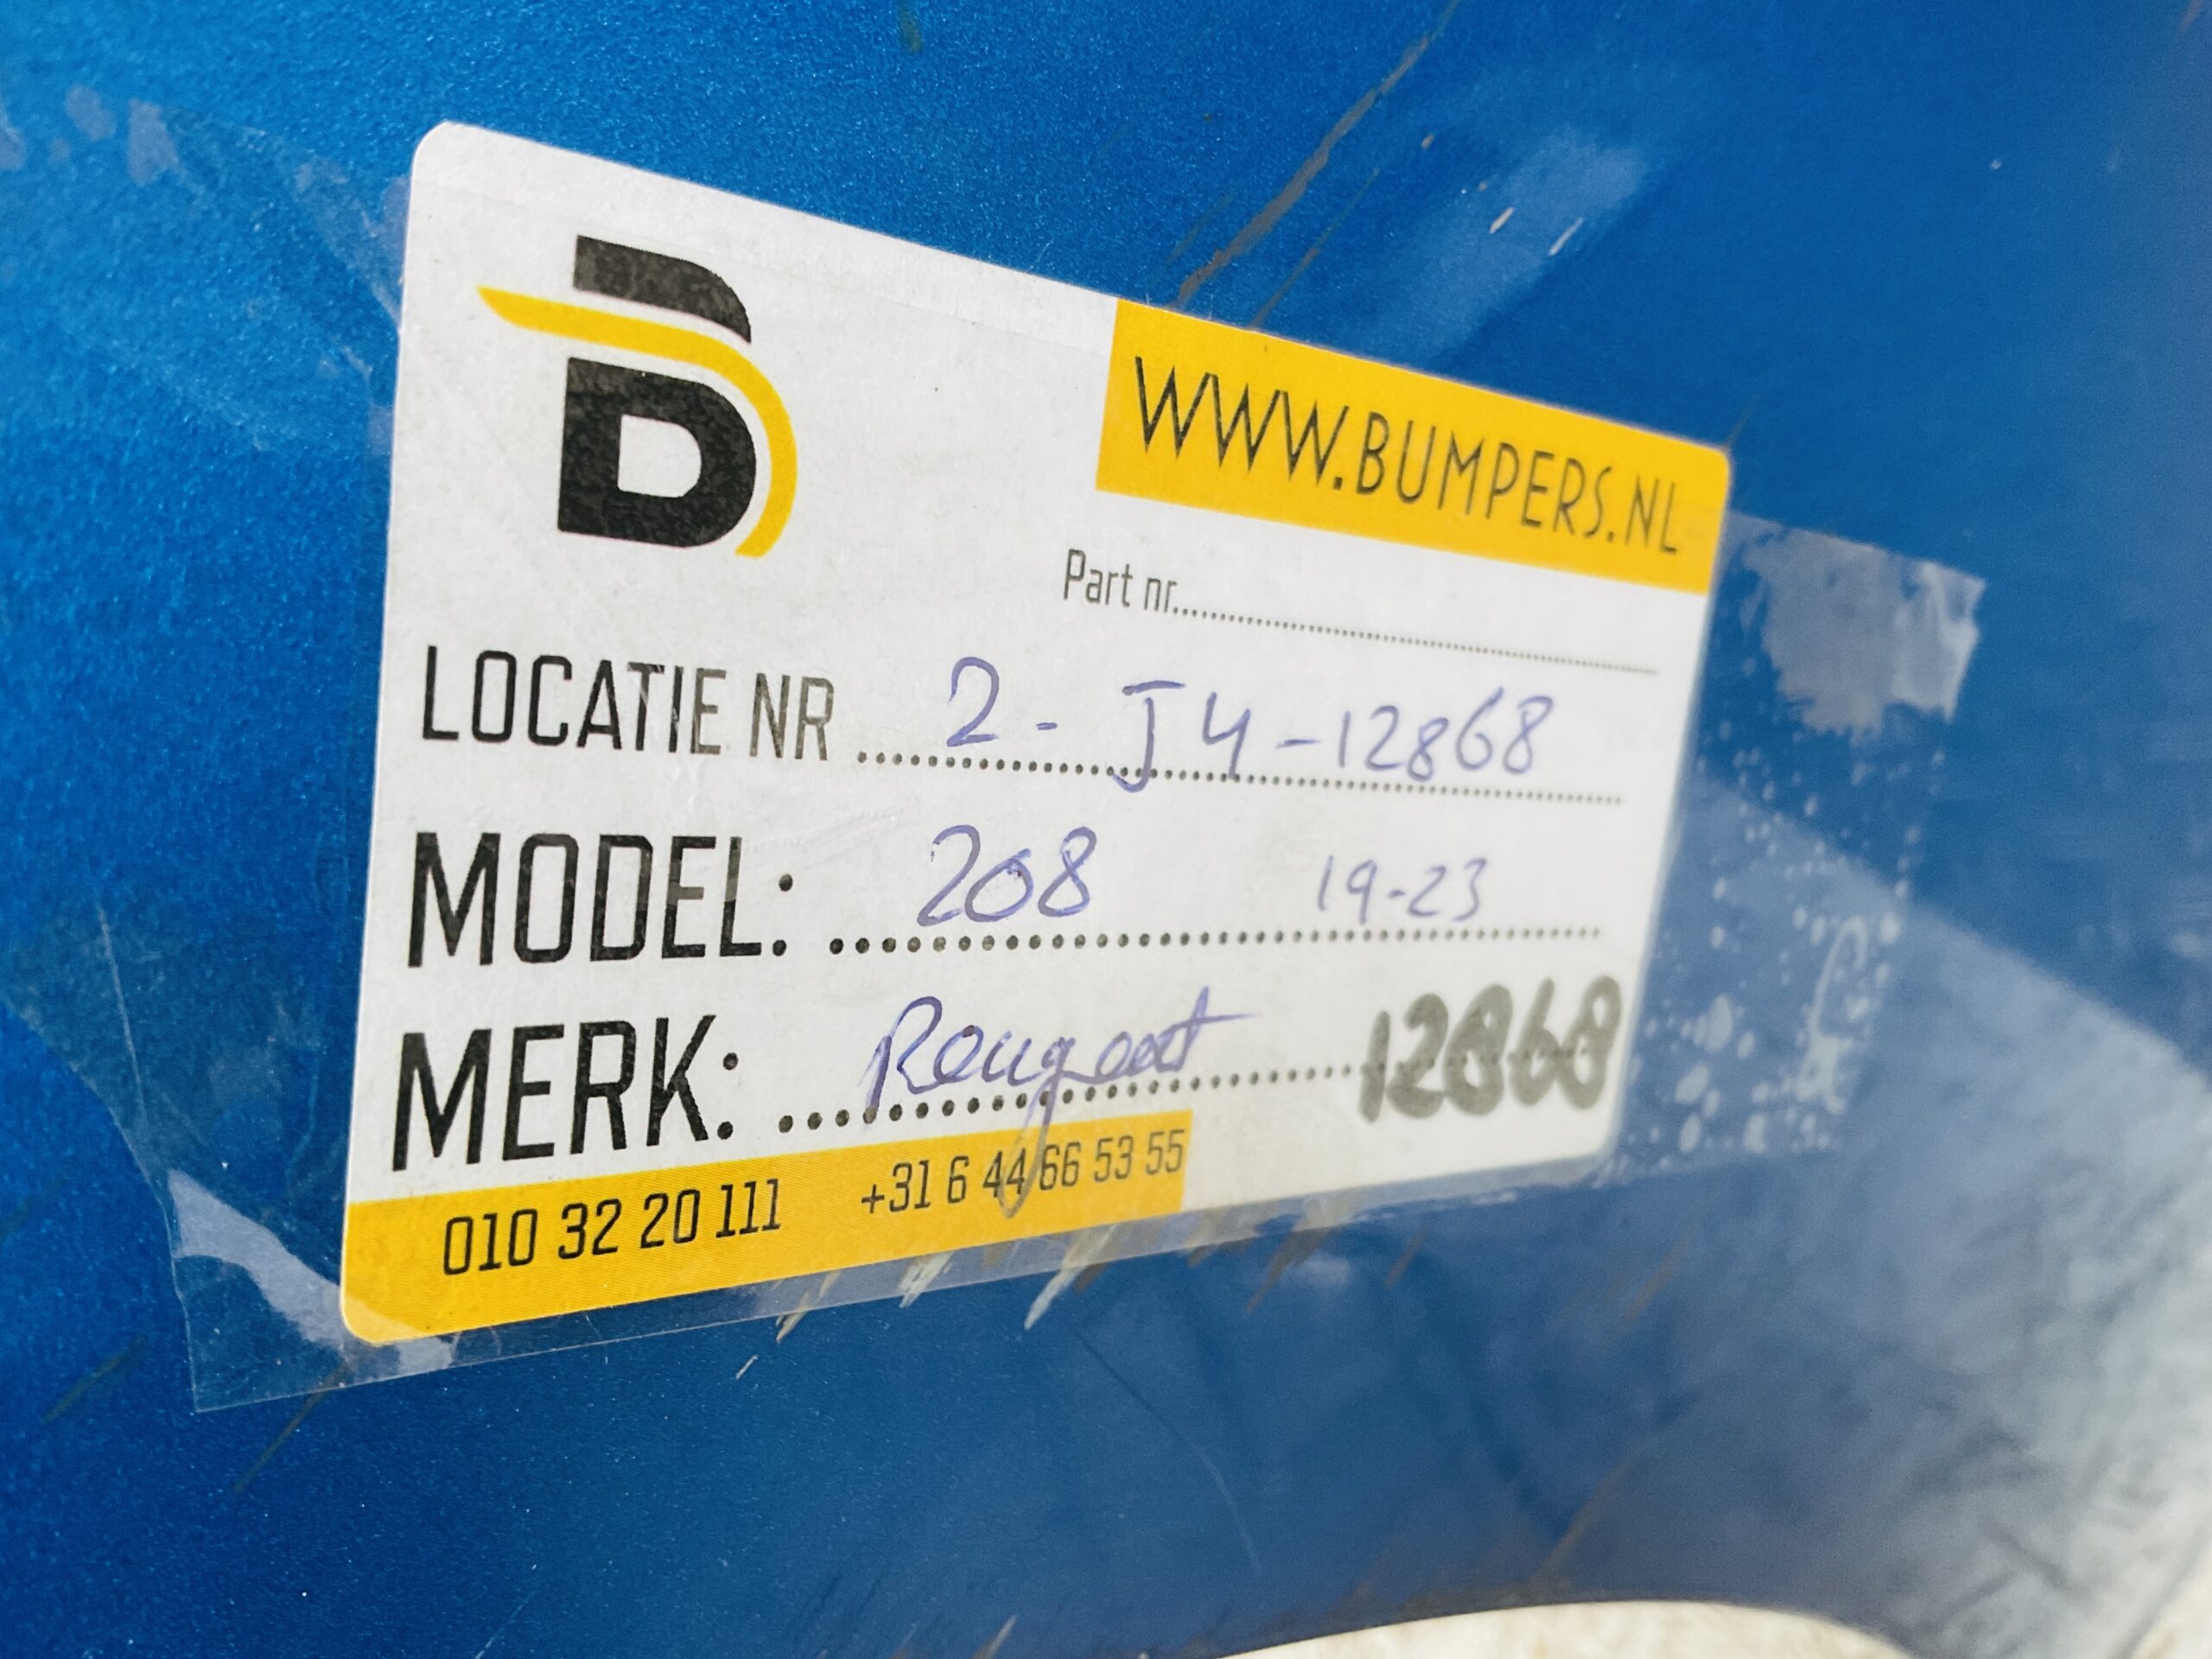 B
WWW.BUMPERS.NL
Part nr.................
LOCATIE NR ..... 2 - J4 - 12868
MODEL: ..... 208 19-23
MERK: ..... Peugeot 12868
010 32 20 111 +31 6 44 66 53 55